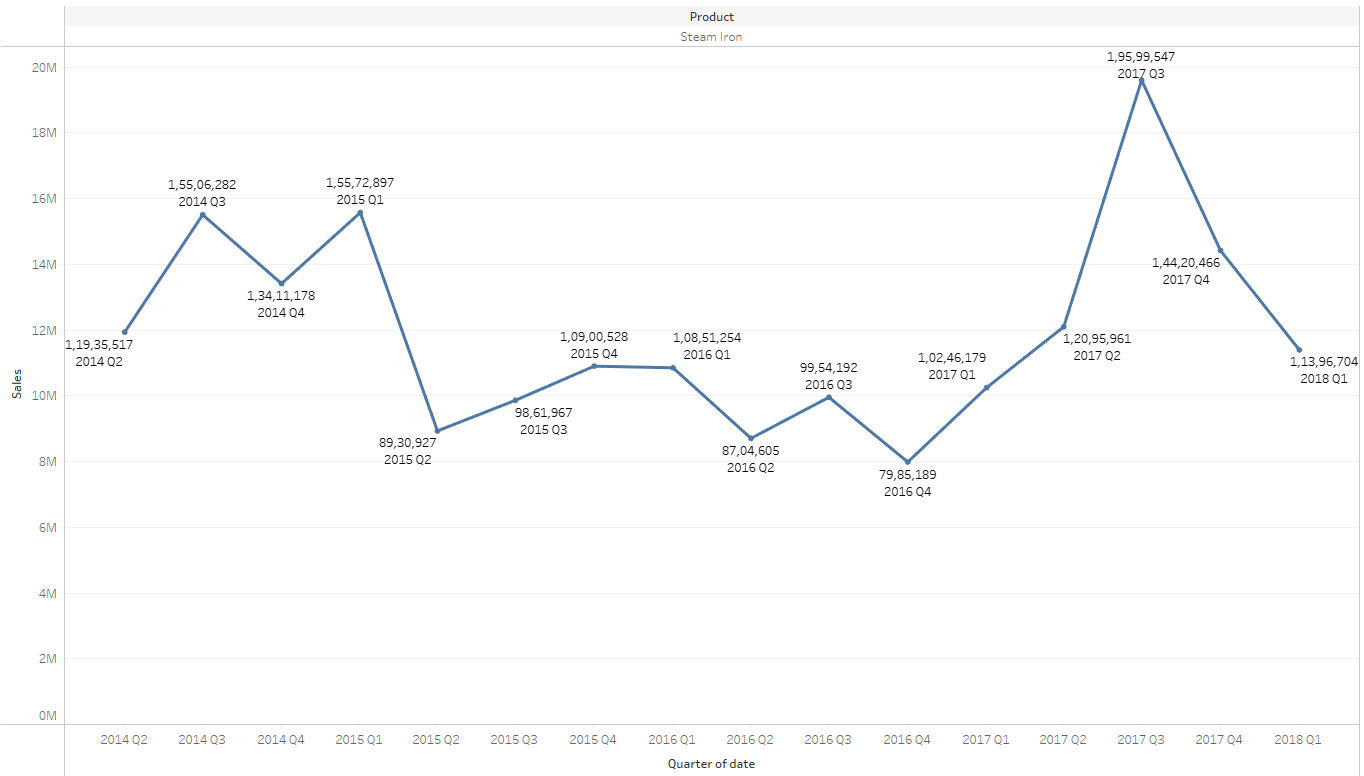 Product
Steam Iron
20M
18M
16M
14M
12M
10M
8M
6M
4M
2M
0M
Sales
1,19,35,517
2014 Q2
1,55,06,282
2014 Q3
1,34,11,178
2014 Q4
1,55,72,897
2015 Q1
89,30,927
2015 Q2
98,61,967
2015 Q3
1,09,00,528
2015 Q4
1,08,51,254
2016 Q1
87,04,605
2016 Q2
99,54,192
2016 Q3
79,85,189
2016 Q4
1,02,46,179
2017 Q1
1,20,95,961
2017 Q2
1,95,99,547
2017 Q3
1,44,20,466
2017 Q4
1,13,96,704
2018 Q1
2014 Q2 2014 Q3 2014 Q4 2015 Q1 2015 Q2 2015 Q3 2015 Q4 2016 Q1 2016 Q2 2016 Q3 2016 Q4 2017 Q1 2017 Q2 2017 Q3 2017 Q4 2018 Q1
Quarter of date